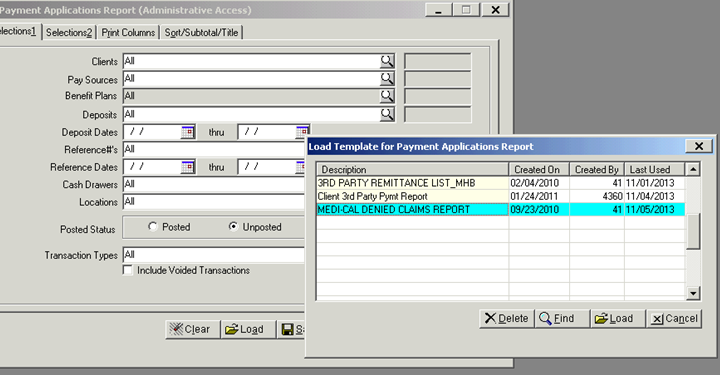 Payment Applications Report (Administrative Access)
elections1 Selections2 Print Columns Sort/Subtotal/Title
Clients All
Pay Sources All
Benefit Plans All
Deposits All
Deposit Dates / / thru / /
Reference#'s All
Reference Dates / / thru / /
Cash Drawers All
Locations All
Posted Status Posted Unposted
Transaction Types All
Include Voided Transactions
Clear Load Sa
Load Template for Payment Applications Report
Description Created On Created By Last Used
3RD PARTY REMITTANCE LIST_MHB 02/04/2010 41 11/01/2013
Client 3rd Party Pymt Report 01/24/2011 4360 11/04/2013
MEDI-CAL DENIED CLAIMS REPORT 09/23/2010 41 11/05/2013
Delete Find Load Cancel